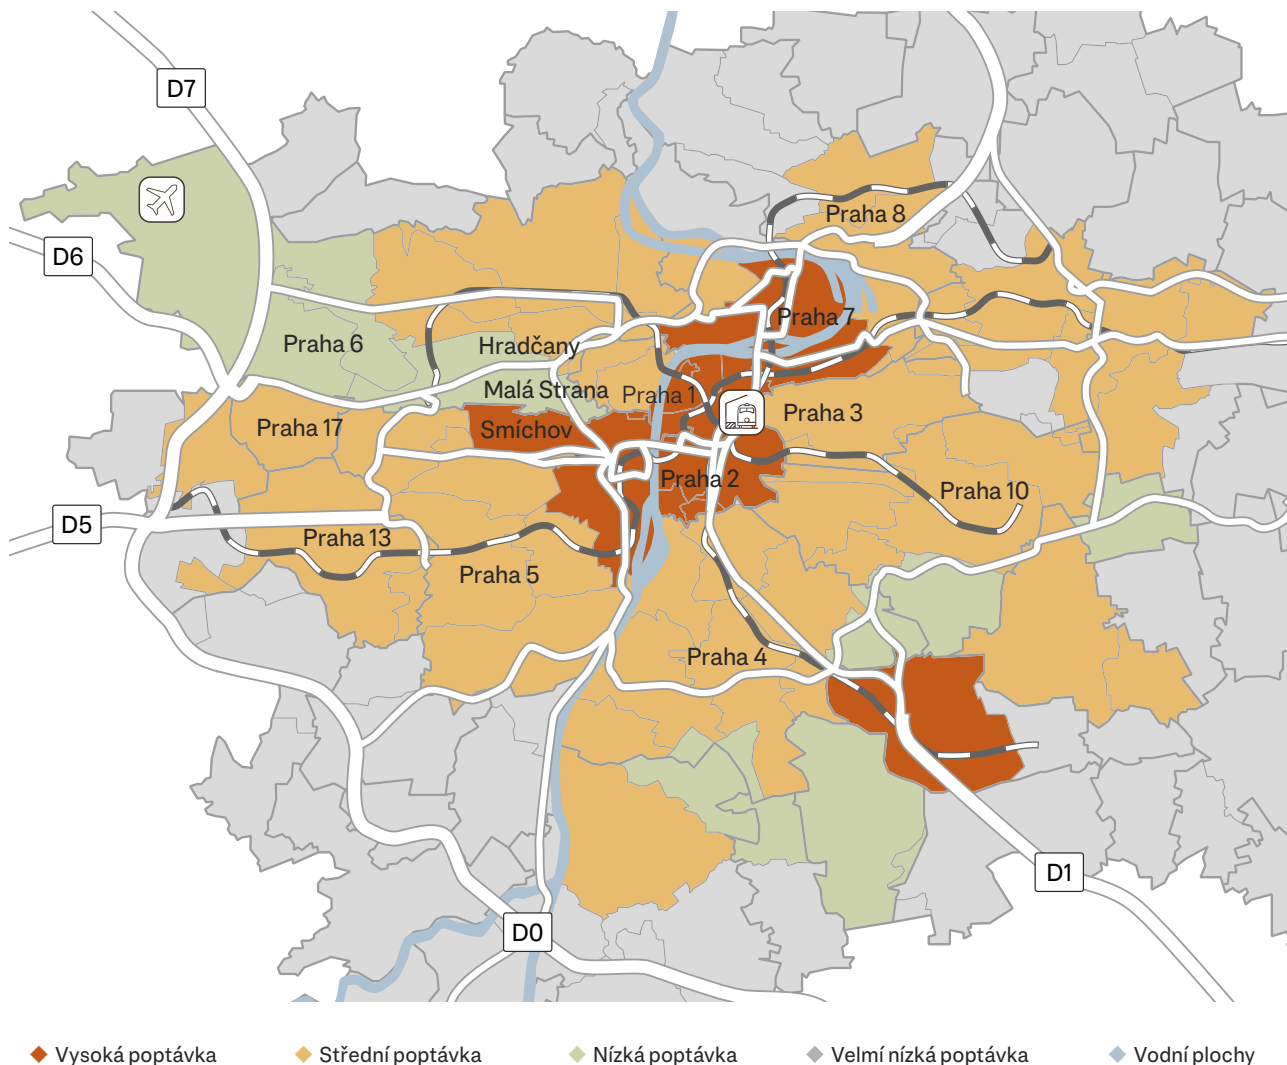 D7
D6
Praha 8
Praha 7
Praha 6
Hradčany
Malá Strana
Praha 1
Praha 3
Praha 17
Smíchov
Praha 2
Praha 10
D5
Praha 13
Praha 5
Praha 4
D1
D0
Vysoká poptávka
Střední poptávka
Nízká poptávka
Velmí nízká poptávka
Vodní plochy